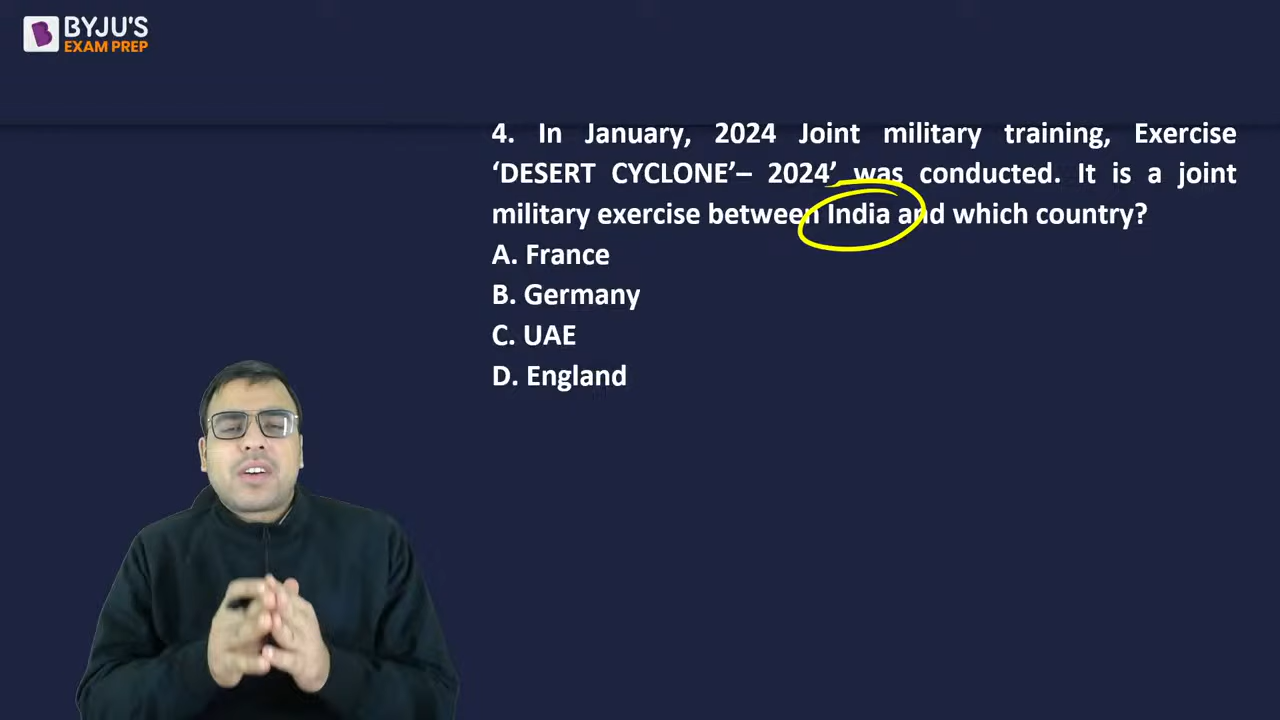 BYJU'S
EXAM PREP
4. In January, 2024 Joint military training, Exercise
‘DESERT CYCLONE’– 2024’ was conducted. It is a joint
military exercise between India and which country?
A. France
B. Germany
C. UAE
D. England